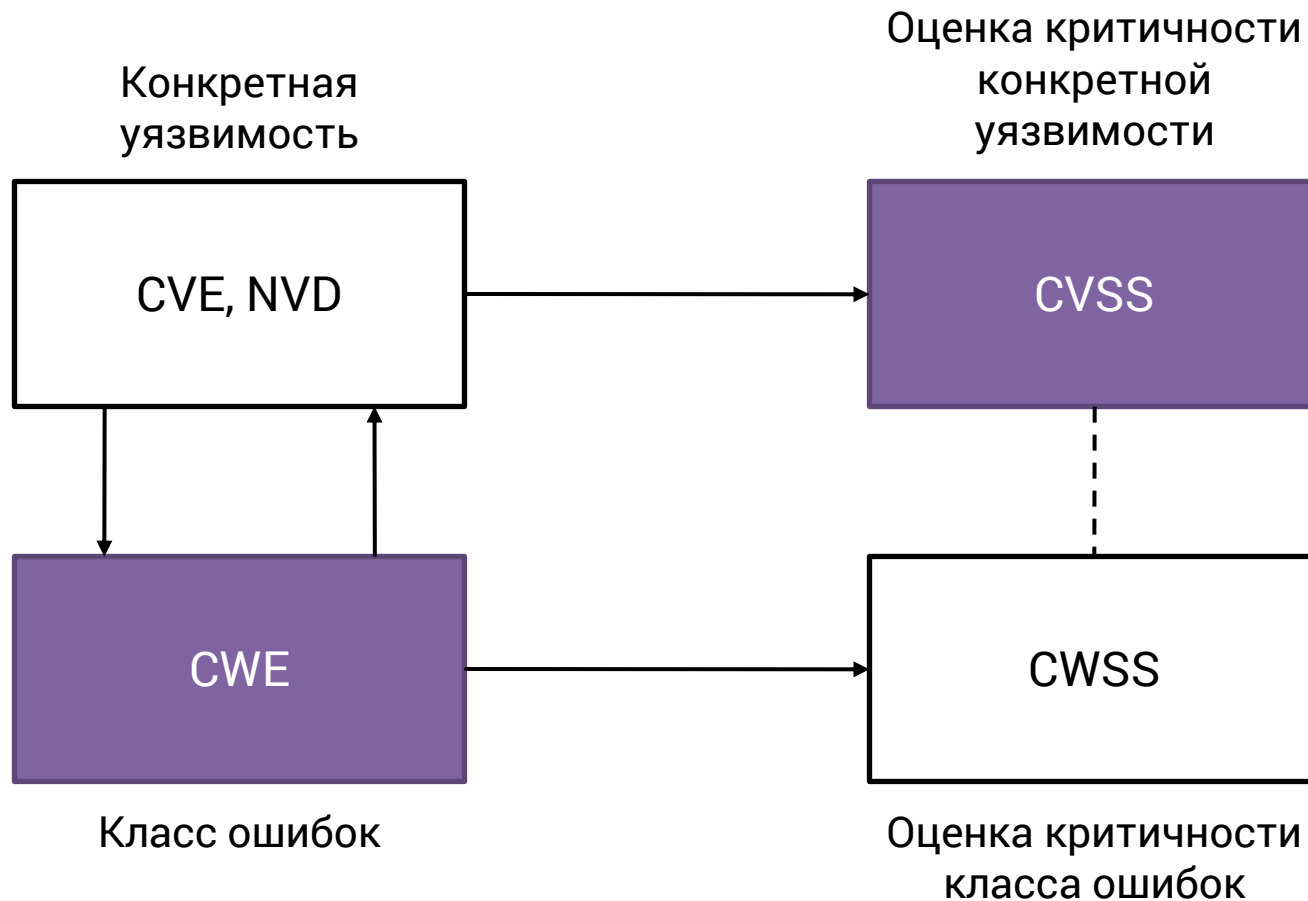 Конкретная
уязвимость
Оценка критичности
конкретной
уязвимости
CVE, NVD
CVSS
CWE
CWSS
Класс ошибок
Оценка критичности
класса ошибок